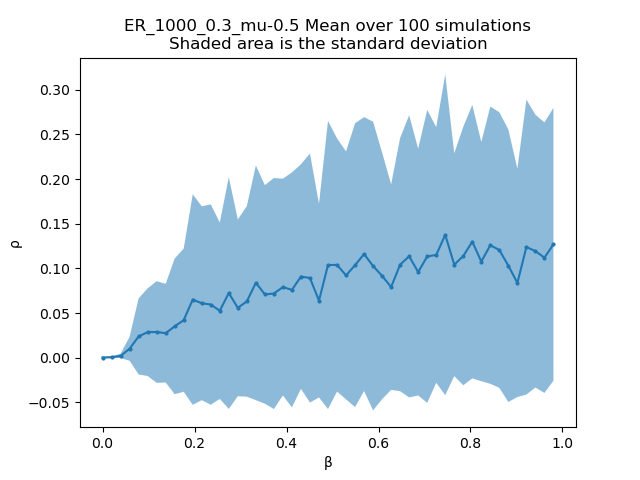 ER_1000_0.3_mu-0.5 Mean over 100 simulations
Shaded area is the standard deviation
0.30
0.25
0.20
0.15
0.10
0.05
0.00
−0.05
ρ
0.0 0.2 0.4 0.6 0.8 1.0
β